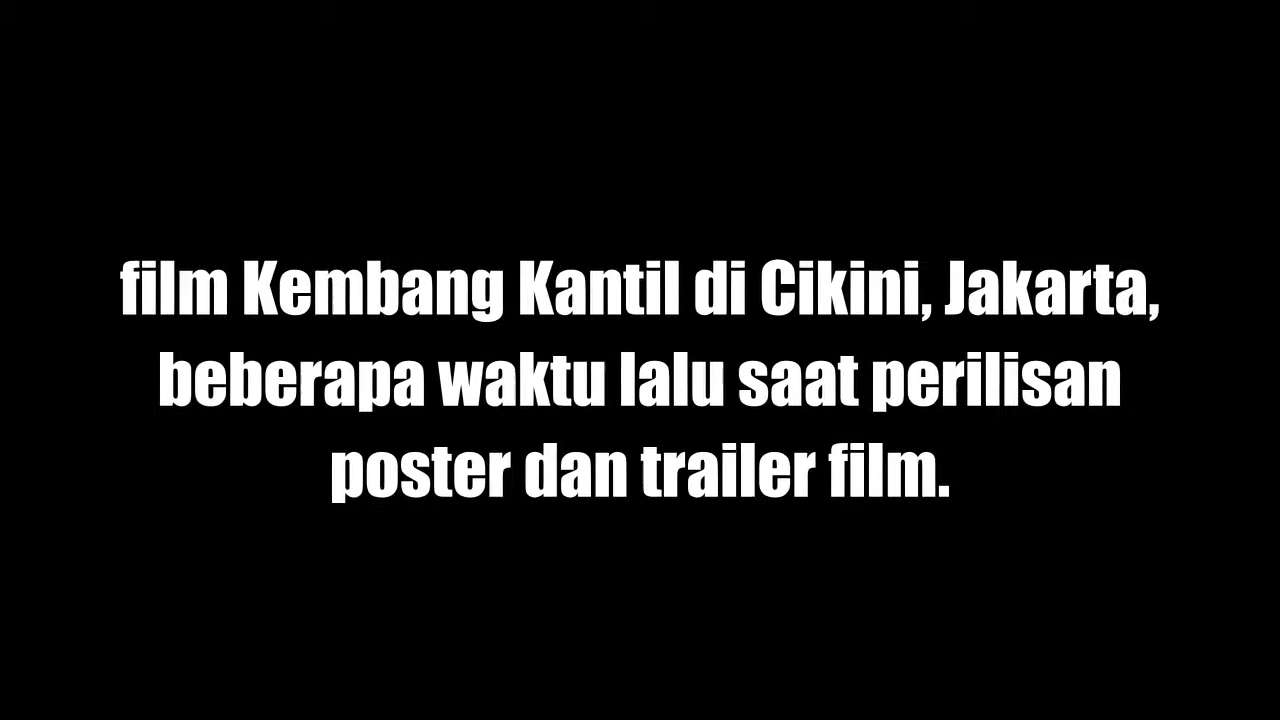 film Kembang Kantil di Cikini, Jakarta,
beberapa waktu lalu saat perilisan
poster dan trailer film.